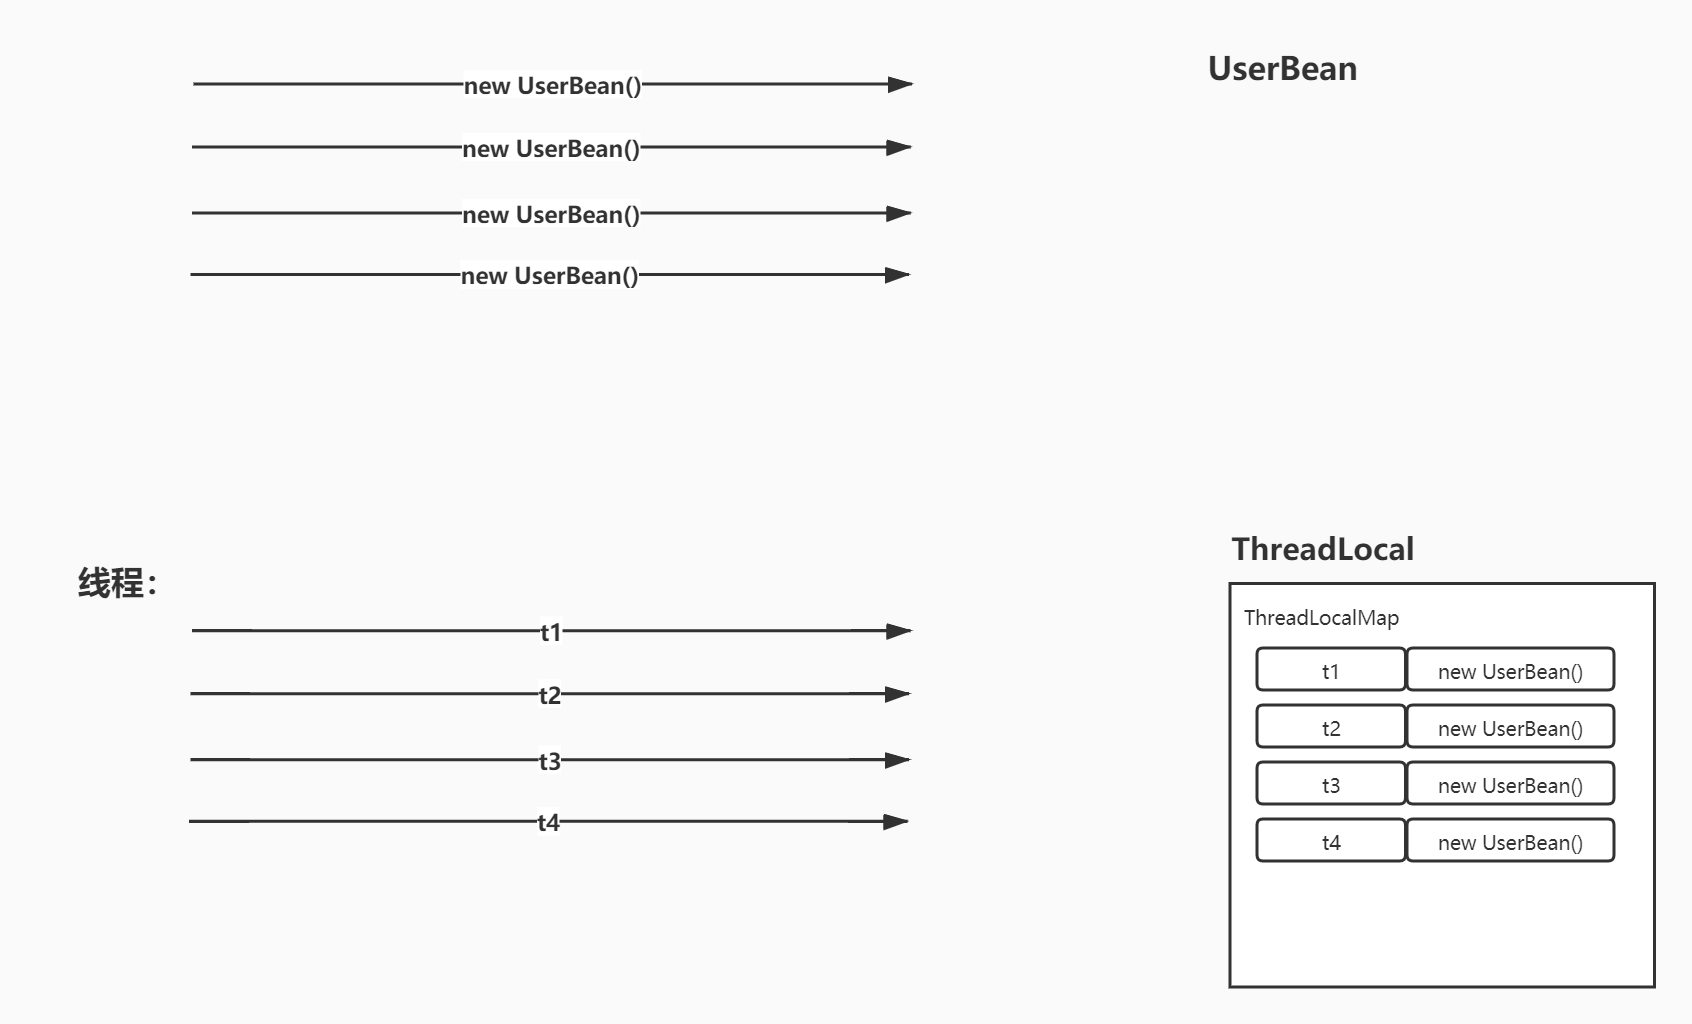 new UserBean()
UserBean
new UserBean()
new UserBean()
new UserBean()
线程：
t1
t2
t3
t4
ThreadLocal
ThreadLocalMap
t1 new UserBean()
t2 new UserBean()
t3 new UserBean()
t4 new UserBean()